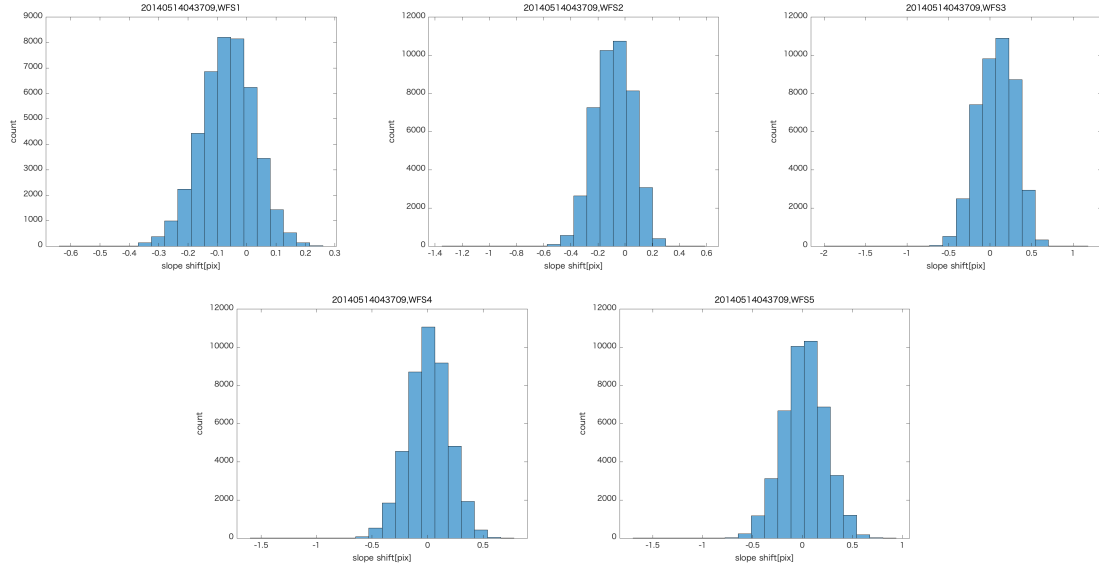 20140514043709,WFS1
9000
8000
7000
6000
5000
4000
3000
2000
1000
0
count
-0.6 -0.5 -0.4 -0.3 -0.2 -0.1 0 0.1 0.2 0.3
slope shift[pix]
20140514043709,WFS2
12000
10000
8000
6000
4000
2000
0
count
-1.4 -1.2 -1 -0.8 -0.6 -0.4 -0.2 0 0.2 0.4 0.6
slope shift[pix]
20140514043709,WFS3
12000
10000
8000
6000
4000
2000
0
count
-2 -1.5 -1 -0.5 0 0.5 1
slope shift[pix]
20140514043709,WFS4
12000
10000
8000
6000
4000
2000
0
count
-1.5 -1 -0.5 0 0.5
slope shift[pix]
20140514043709,WFS5
12000
10000
8000
6000
4000
2000
0
count
-1.5 -1 -0.5 0 0.5 1
slope shift[pix]